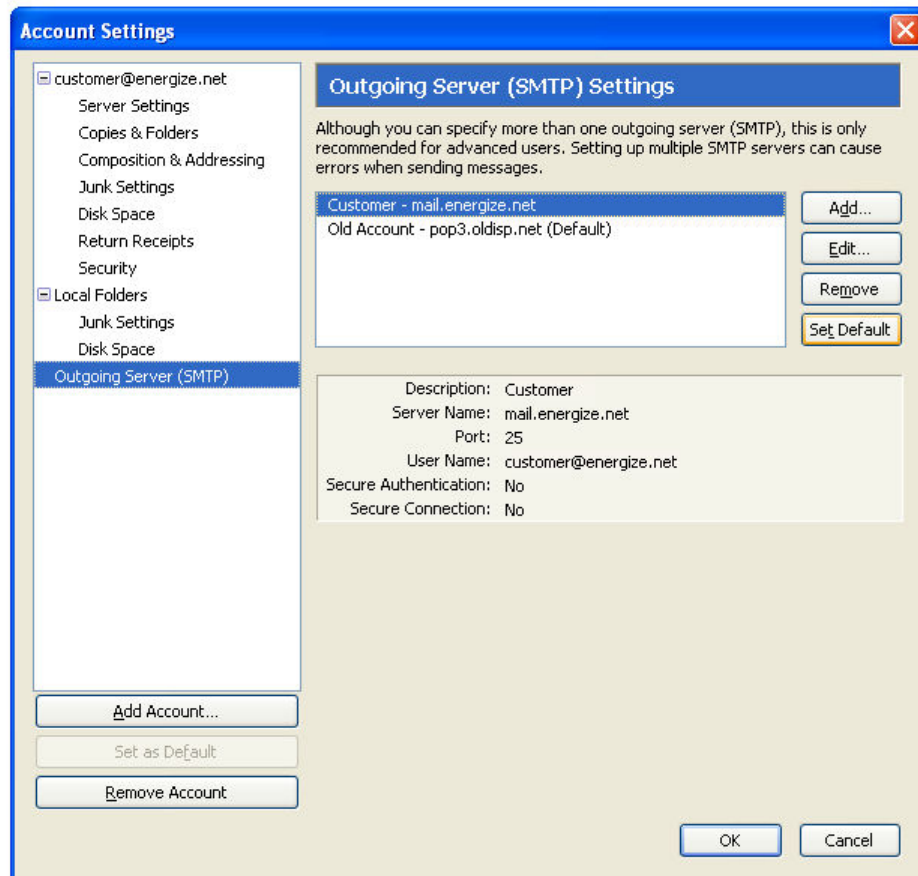 Account Settings
customer@energize.net
Server Settings
Copies & Folders
Composition & Addressing
Junk Settings
Disk Space
Return Receipts
Security
Local Folders
Junk Settings
Disk Space
Outgoing Server (SMTP)
Add Account...
Set as Default
Remove Account
Outgoing Server (SMTP) Settings
Although you can specify more than one outgoing server (SMTP), this is only
recommended for advanced users. Setting up multiple SMTP servers can cause
errors when sending messages.
Customer - mail.energize.net
Old Account - pop3.oldisp.net (Default)
Add...
Edit...
Remove
Set Default
Description: Customer
Server Name: mail.energize.net
Port: 25
User Name: customer@energize.net
Secure Authentication: No
Secure Connection: No
OK
Cancel